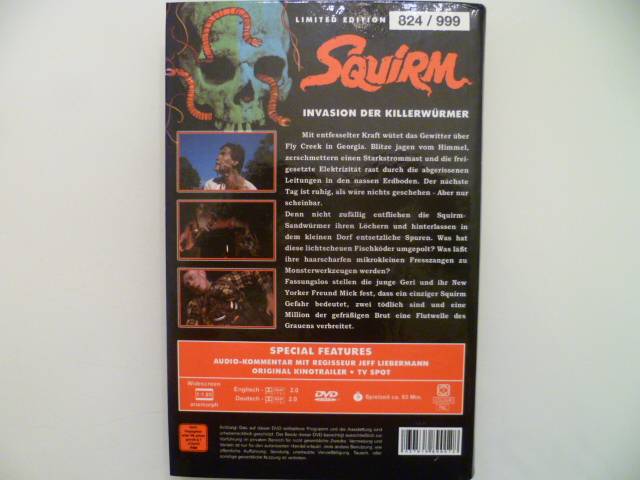 LIMITED EDITION 824 / 999
SQUIRM
INVASION DER KILLERWÜRMER
Mit entfesselter Kraft wütet das Gewitter über
Fly Creek in Georgia. Blitze jagen vom Himmel,
zerschmettern einen Starkstrommast und die frei-
gesetzte Elektrizität rast durch die abgerissenen
Leitungen in den nassen Erdboden. Der nächste
Tag ist ruhig, als wäre nichts geschehen - Aber nur
scheinbar.
Denn nicht zufällig entfliehen die Squirm-
Sandwürmer ihren Löchern und hinterlassen in
dem kleinen Dorf entsetzliche Spuren. Was hat
diese lichtscheuen Fischköder umgepolt? Was läßt
ihre haarscharfen mikrokleinen Fresszangen zu
Monsterwerkzeugen werden?
Fassungslos stellen die junge Geri und ihr New
Yorker Freund Mick fest, dass ein einziger Squirm
Gefahr bedeutet, zwei tödlich sind und eine
Million der gefräßigen Brut eine Flutwelle des
Grauens verbreitet.
SPECIAL FEATURES
AUDIO-KOMMENTAR MIT REGISSEUR JEFF LIEBERMANN
ORIGINAL KINOTRAILER • TV SPOT
Widescreen
1:1.85
anamorph
Englisch - 2.0
Deutsch - 2.0
DVD
Spielzeit ca. 93 Min.